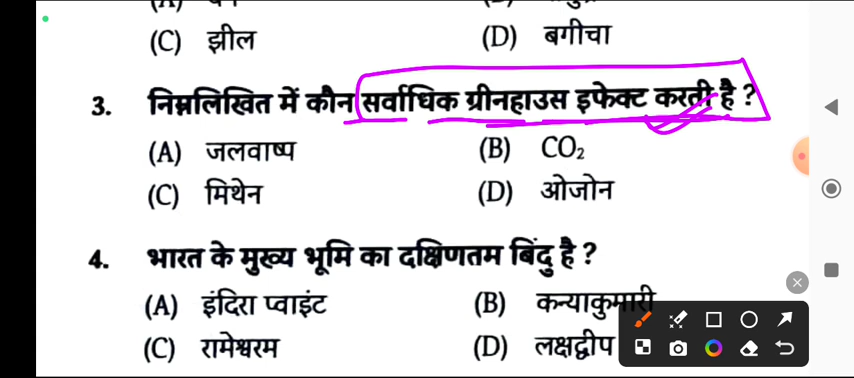 (C) झील (D) बगीचा
3. निम्नलिखित में कौन सर्वाधिक ग्रीनहाउस इफेक्ट करती है ?
(A) जलवाष्प (B) CO₂
(C) मिथेन (D) ओजोन
4. भारत के मुख्य भूमि का दक्षिणतम बिंदु है ?
(A) इंदिरा प्वाइंट (B) कन्याकुमारी
(C) रामेश्वरम (D) लक्षद्वीप